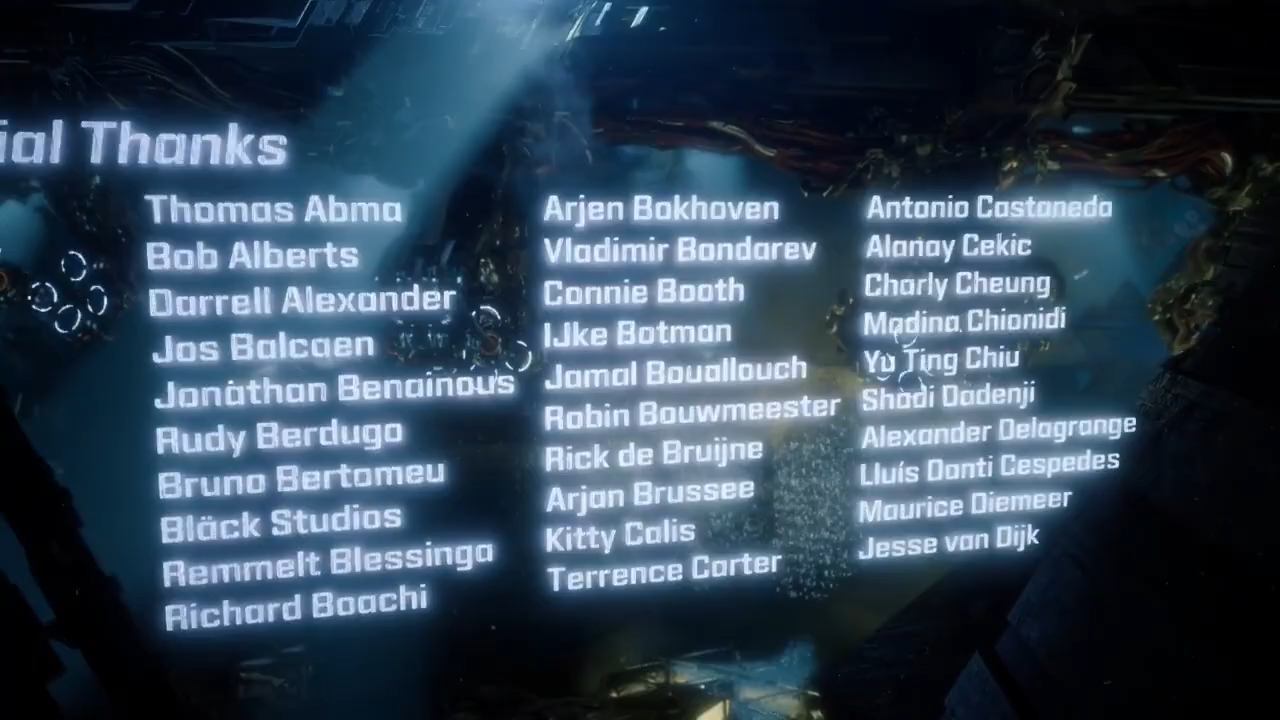 ial Thanks
Thomas Abma
Bob Alberts
Darrell Alexander
Jos Balcaen
Jonathan Benainous
Rudy Berdugo
Bruno Bertomeu
Bläck Studios
Remmelt Blessinga
Richard Boachi
Arjen Bakhoven
Vladimir Bondarev
Connie Booth
IJke Botman
Jamal Bouallouch
Robin Bouwmeester
Rick de Bruijne
Arjan Brussee
Kitty Calis
Terrence Carter
Antonio Castaneda
Alanay Cekic
Charly Cheung
Madina Chionidi
Yu Ting Chiu
Shadi Dadenji
Alexander Delagrange
Lluís Danti Cespedes
Maurice Diemeer
Jesse van Dijk